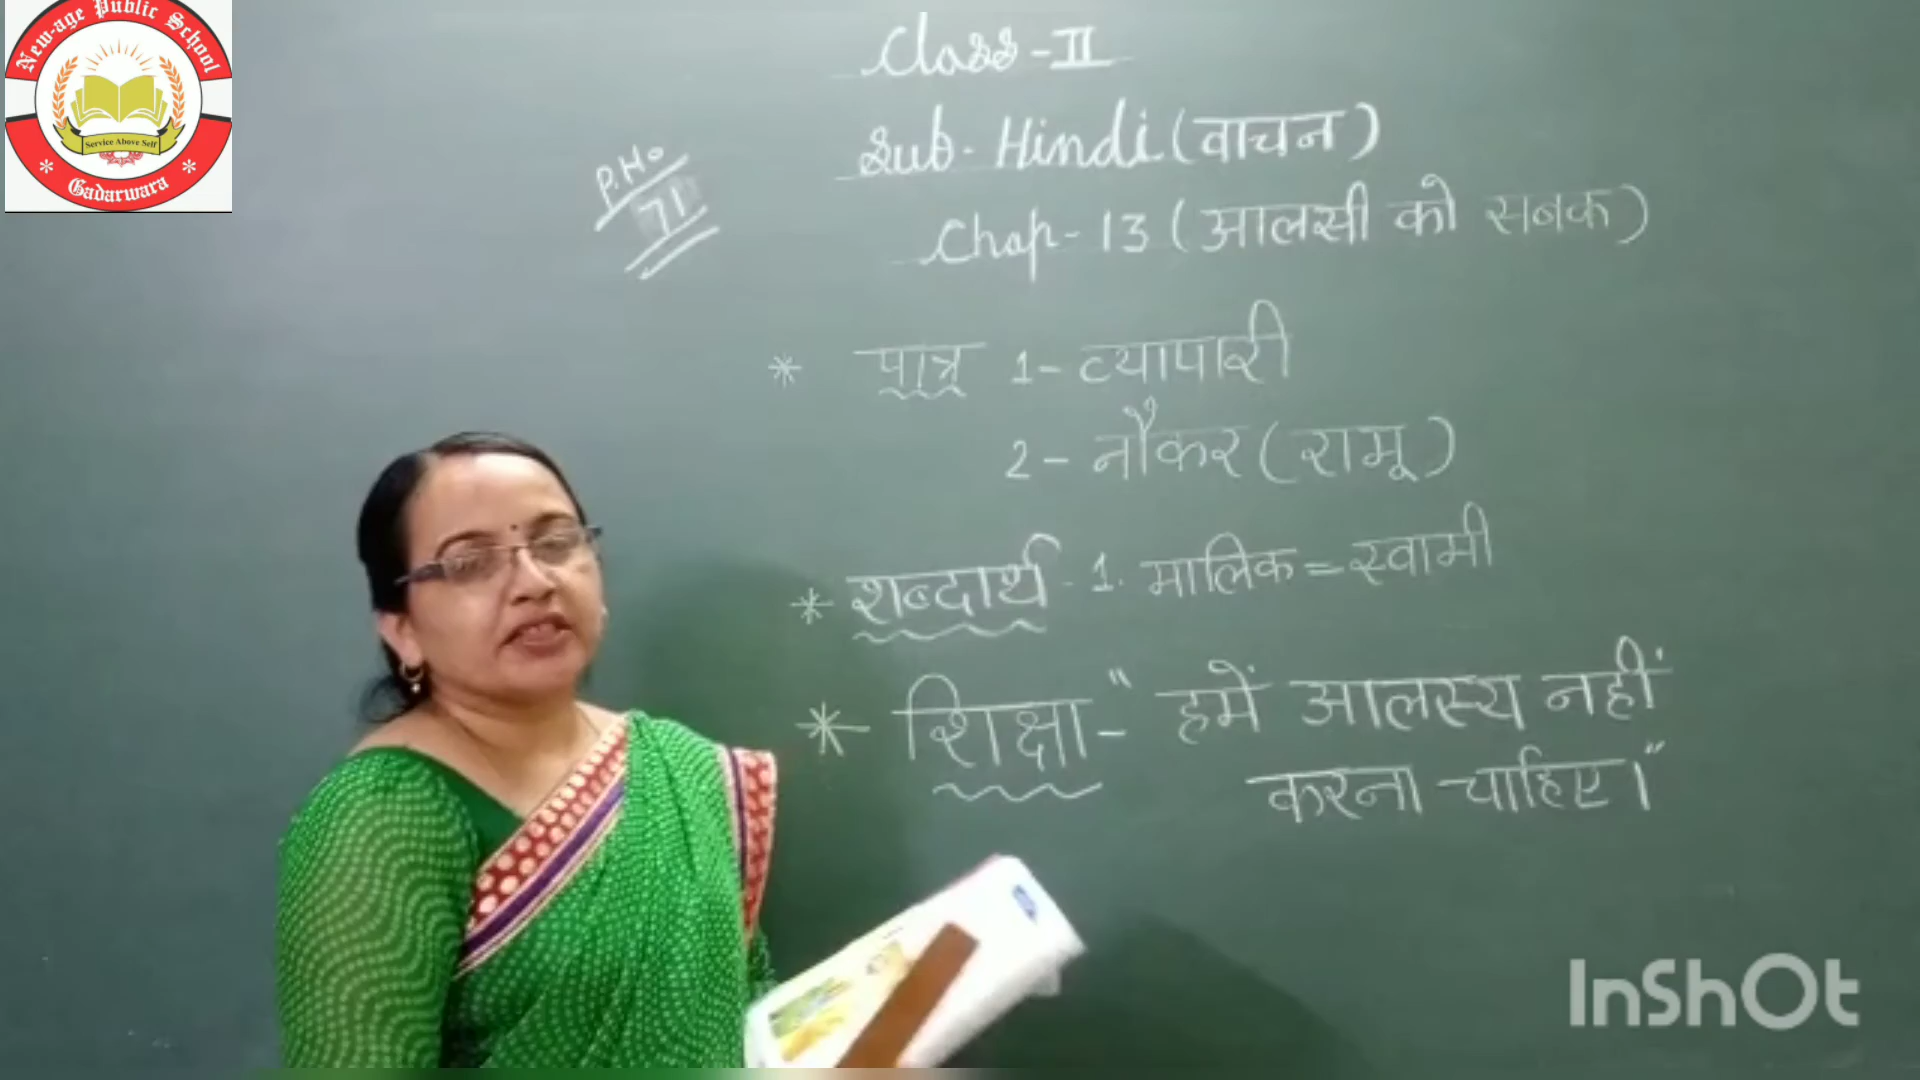 New-age Public School
Service Above Self
Gadarwara
Class - II
Sub - Hindi (वाचन)
P.No
71
Chap - 13 (आलसी को सबक)
* पात्र 1 - व्यापारी
2 - नौकर (रामू)
* शब्दार्थ - 1. मालिक = स्वामी
* शिक्षा - "हमें आलस्य नहीं
करना चाहिए।"
InShOt